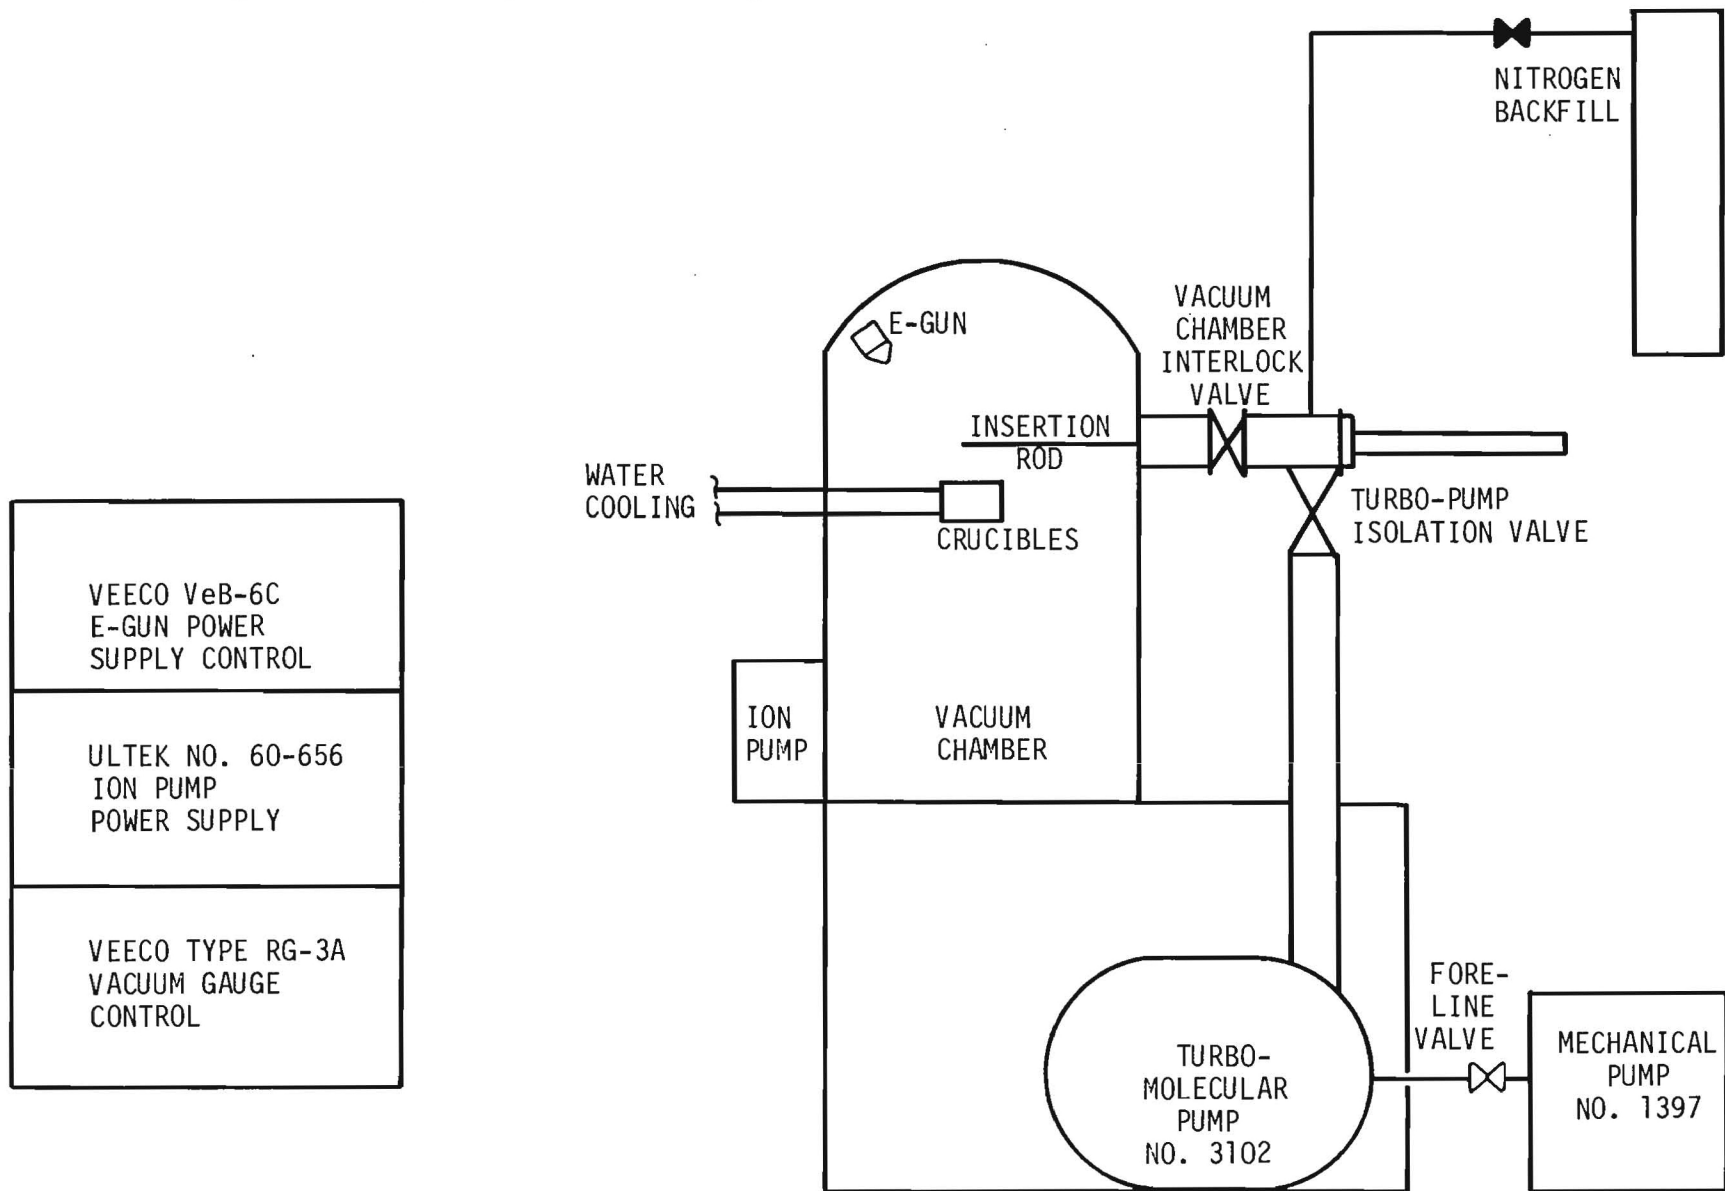 NITROGEN
BACKFILL
VACUUM
CHAMBER
INTERLOCK
VALVE
E-GUN
INSERTION
ROD
WATER
COOLING
CRUCIBLES
TURBO-PUMP
ISOLATION VALVE
VEECO VeB-6C
E-GUN POWER
SUPPLY CONTROL
ULTEK NO. 60-656
ION PUMP
POWER SUPPLY
VEECO TYPE RG-3A
VACUUM GAUGE
CONTROL
ION
PUMP
VACUUM
CHAMBER
TURBO-
MOLECULAR
PUMP
NO. 3102
FORE-
LINE
VALVE
MECHANICAL
PUMP
NO. 1397